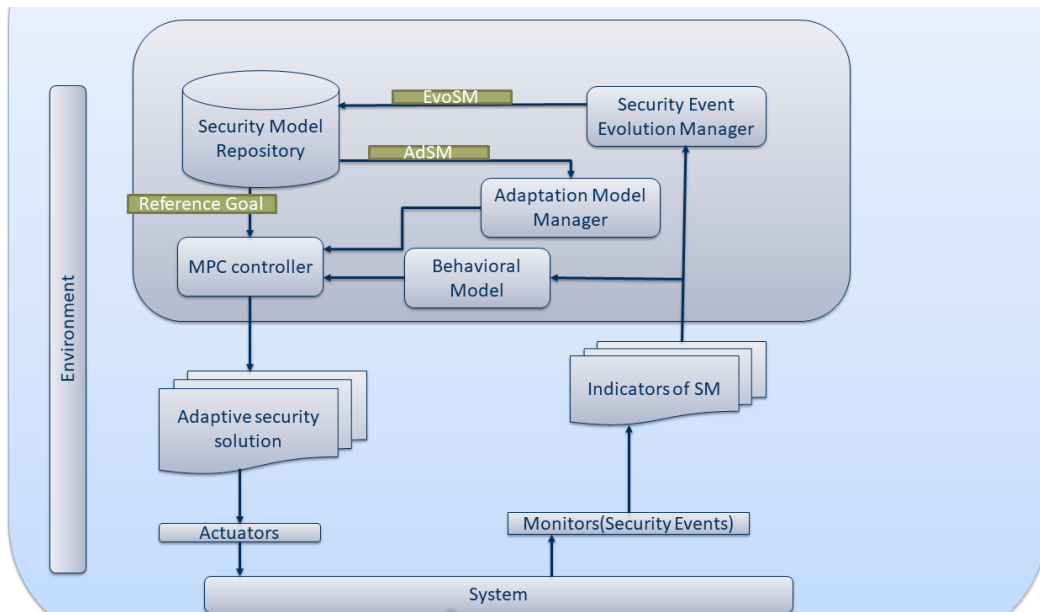 EvoSM
Security Event
Evolution Manager
Security Model
Repository
AdSM
Adaptation Model
Manager
Reference Goal
MPC controller
Behavioral
Model
Environment
Indicators of SM
Adaptive security
solution
Monitors(Security Events)
Actuators
System